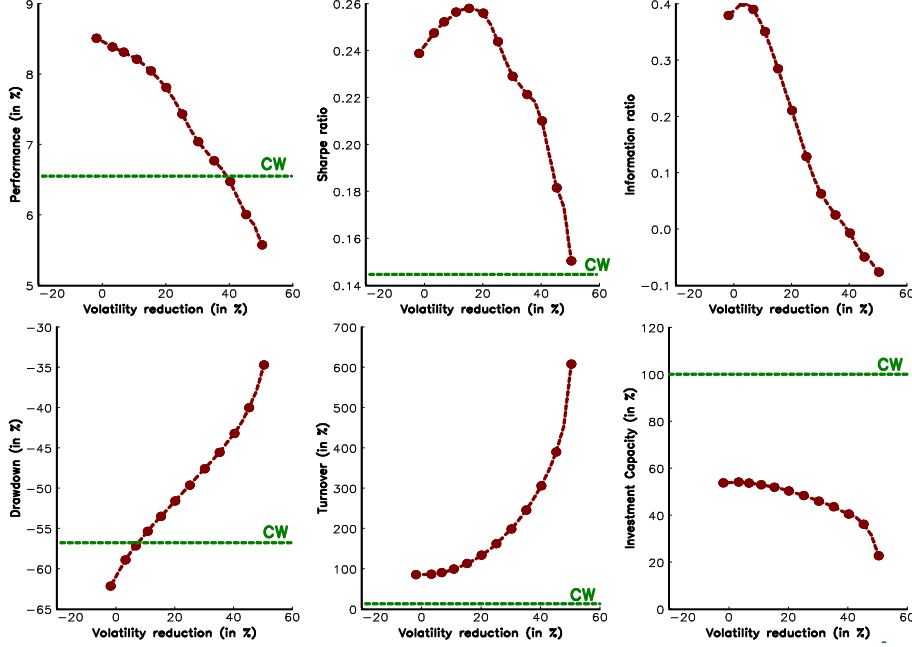 9
8
7
6
5
Performance (in %)
CW
−20 0 20 40 60
Volatility reduction (in %)
0.26
0.24
0.22
0.20
0.18
0.16
0.14
Sharpe ratio
CW
−20 0 20 40 60
Volatility reduction (in %)
0.4
0.4
0.2
0.1
0.0
−0.1
Information ratio
−20 0 20 40 60
Volatility reduction (in %)
−30
−35
−40
−45
−50
−55
−60
−65
Drawdown (in %)
CW
−20 0 20 40 60
Volatility reduction (in %)
700
600
500
400
300
200
100
0
Turnover (in %)
CW
−20 0 20 40 60
Volatility reduction (in %)
120
100
80
60
40
20
0
Investment Capacity (in %)
CW
−20 0 20 40 60
Volatility reduction (in %)